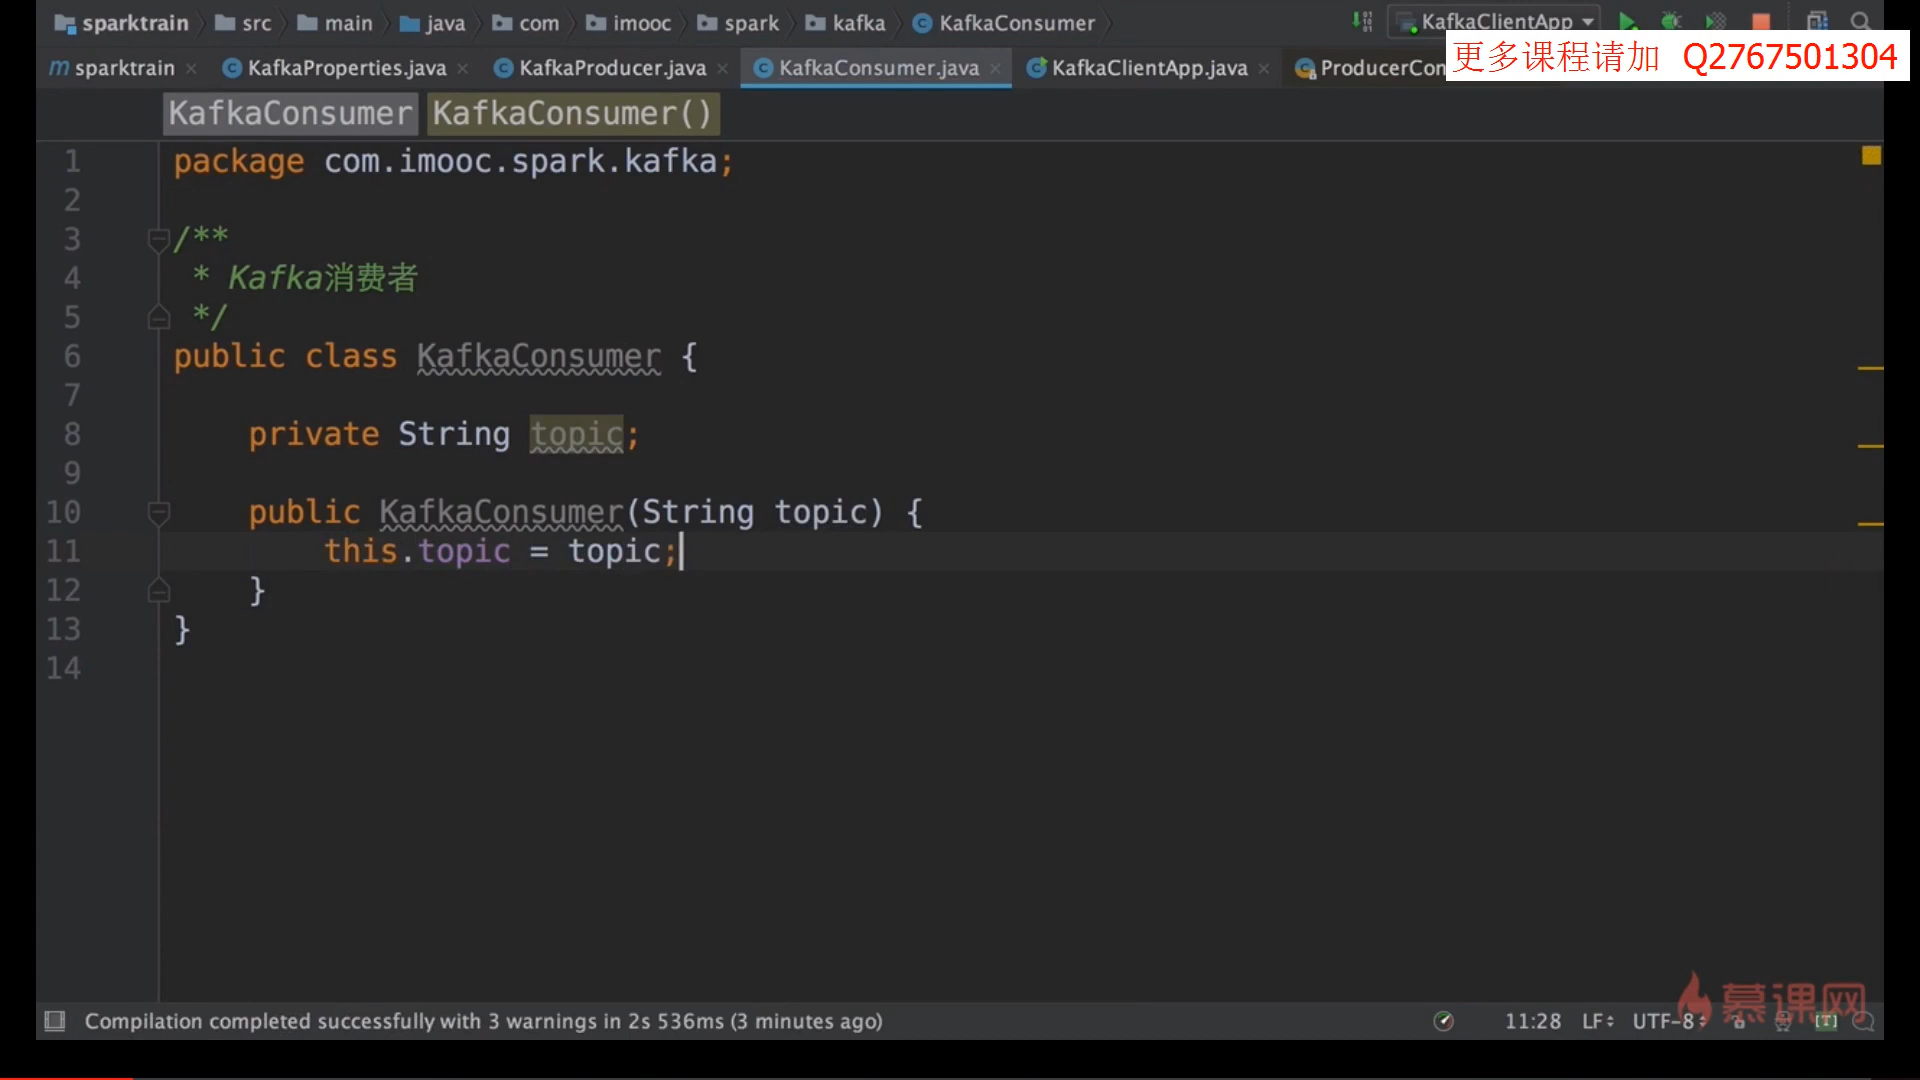 sparktrain src main java com imooc spark kafka KafkaConsumer KafkaClientApp
更多课程请加 Q2767501304
sparktrain KafkaProperties.java KafkaProducer.java KafkaConsumer.java KafkaClientApp.java ProducerCon
KafkaConsumer KafkaConsumer()
1 package com.imooc.spark.kafka;
2
3 /**
4 * Kafka消费者
5 */
6 public class KafkaConsumer {
7
8 private String topic;
9
10 public KafkaConsumer(String topic) {
11 this.topic = topic;
12 }
13 }
14
慕课网
Compilation completed successfully with 3 warnings in 2s 536ms (3 minutes ago) 11:28 LF UTF-8 [T]